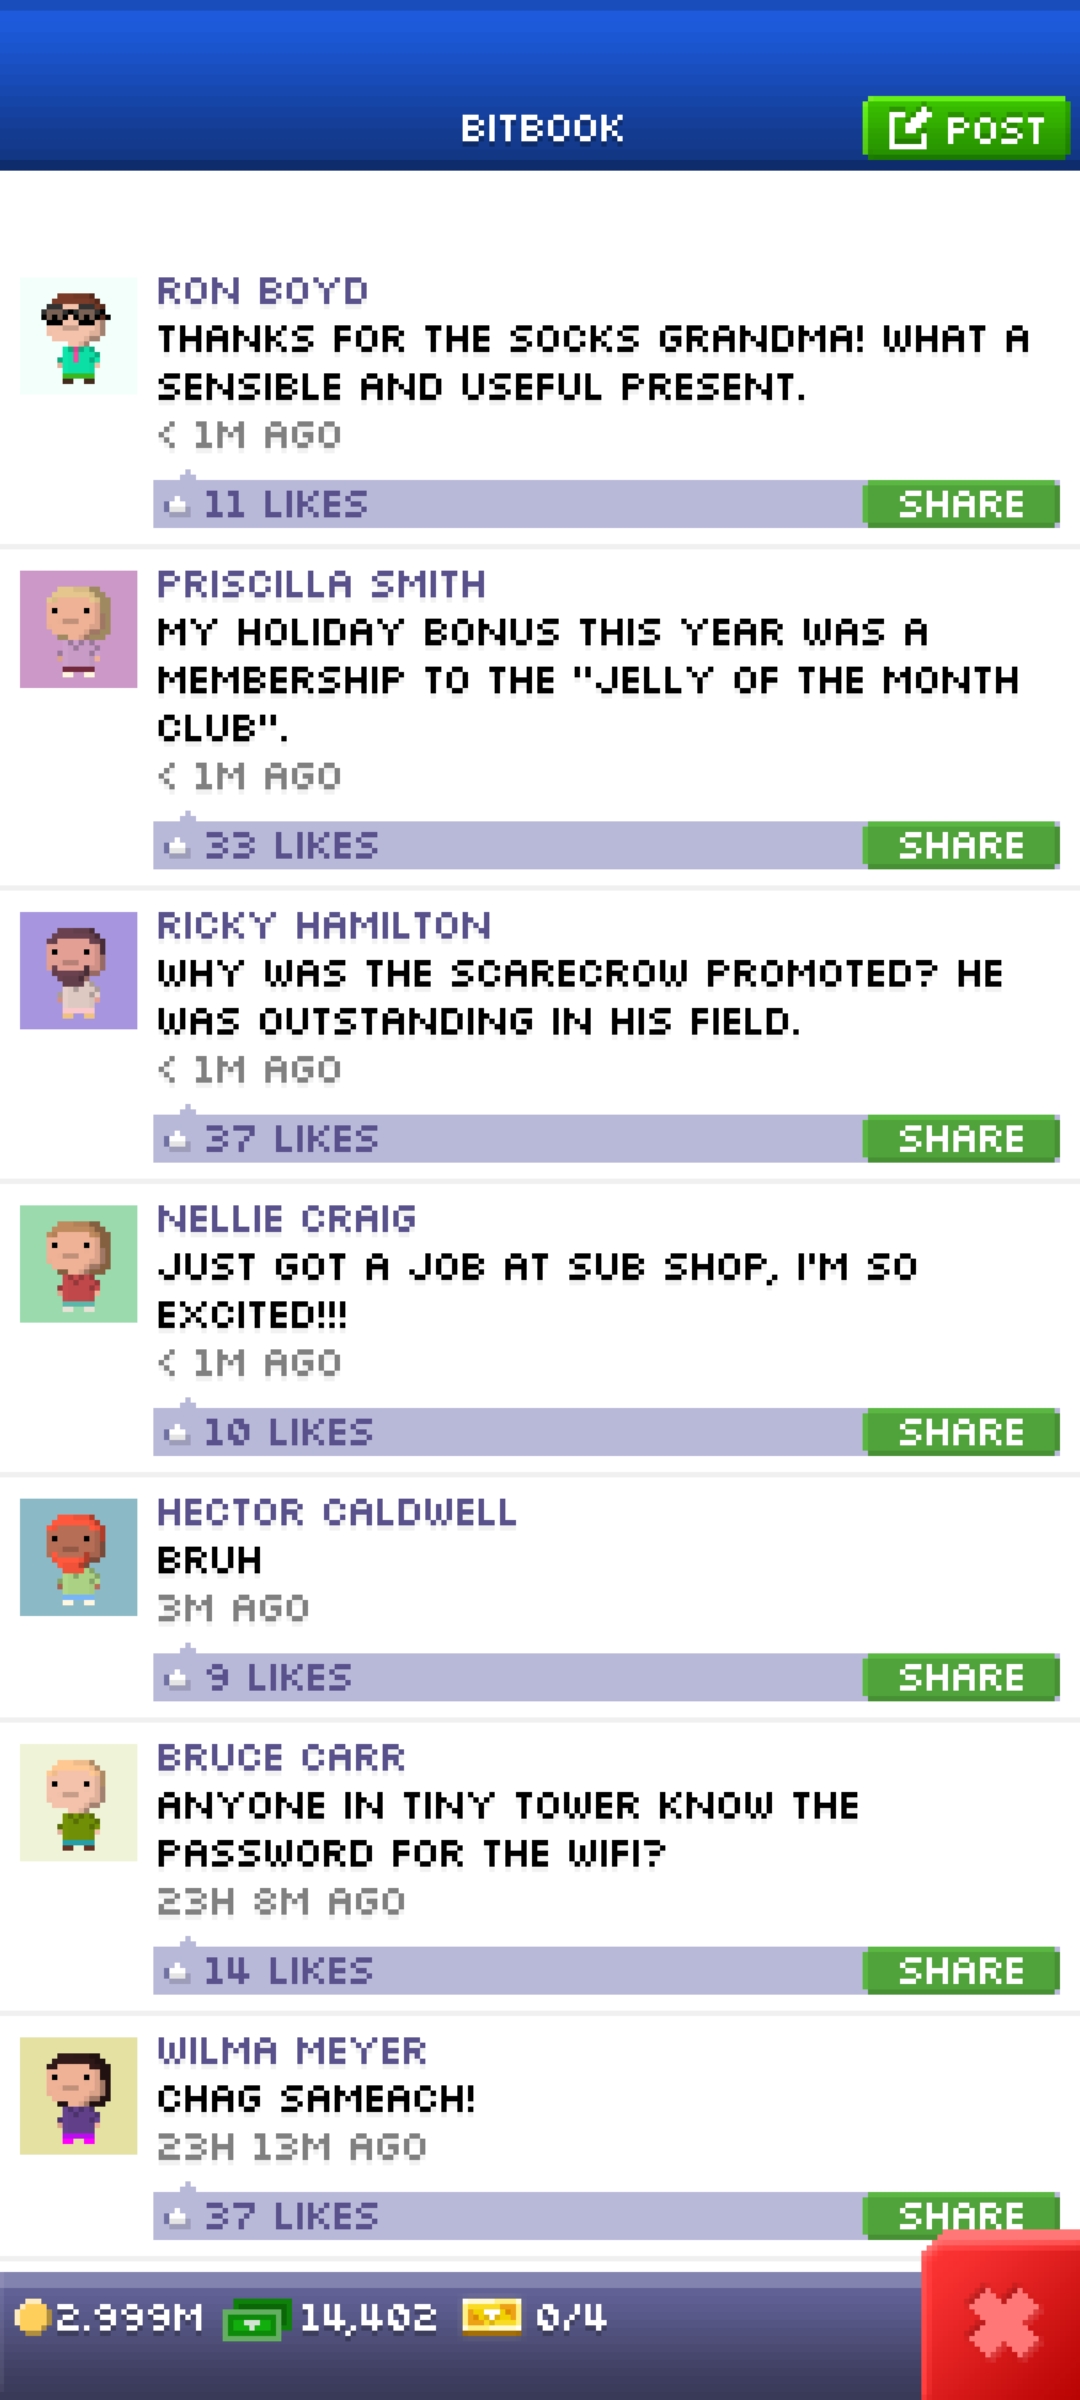 BITBOOK
POST
RON BOYD
THANKS FOR THE SOCKS GRANDMA! WHAT A
SENSIBLE AND USEFUL PRESENT.
< 1M AGO
11 LIKES
SHARE
PRISCILLA SMITH
MY HOLIDAY BONUS THIS YEAR WAS A
MEMBERSHIP TO THE "JELLY OF THE MONTH
CLUB".
< 1M AGO
33 LIKES
SHARE
RICKY HAMILTON
WHY WAS THE SCARECROW PROMOTED? HE
WAS OUTSTANDING IN HIS FIELD.
< 1M AGO
37 LIKES
SHARE
NELLIE CRAIG
JUST GOT A JOB AT SUB SHOP, I'M SO
EXCITED!!!
< 1M AGO
10 LIKES
SHARE
HECTOR CALDWELL
BRUH
3M AGO
9 LIKES
SHARE
BRUCE CARR
ANYONE IN TINY TOWER KNOW THE
PASSWORD FOR THE WIFI?
23H 8M AGO
14 LIKES
SHARE
WILMA MEYER
CHAG SAMEACH!
23H 13M AGO
37 LIKES
SHARE
2.999M 14,402 0/4